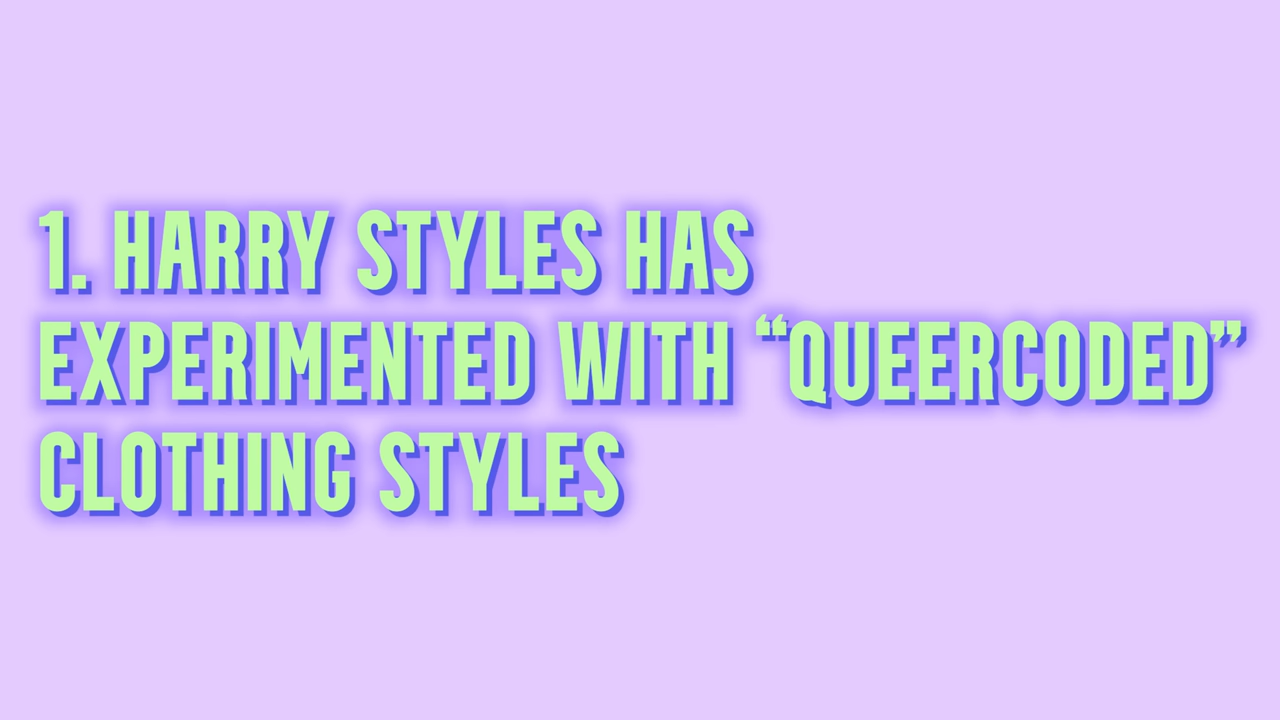 1. HARRY STYLES HAS
EXPERIMENTED WITH “QUEERCODED”
CLOTHING STYLES